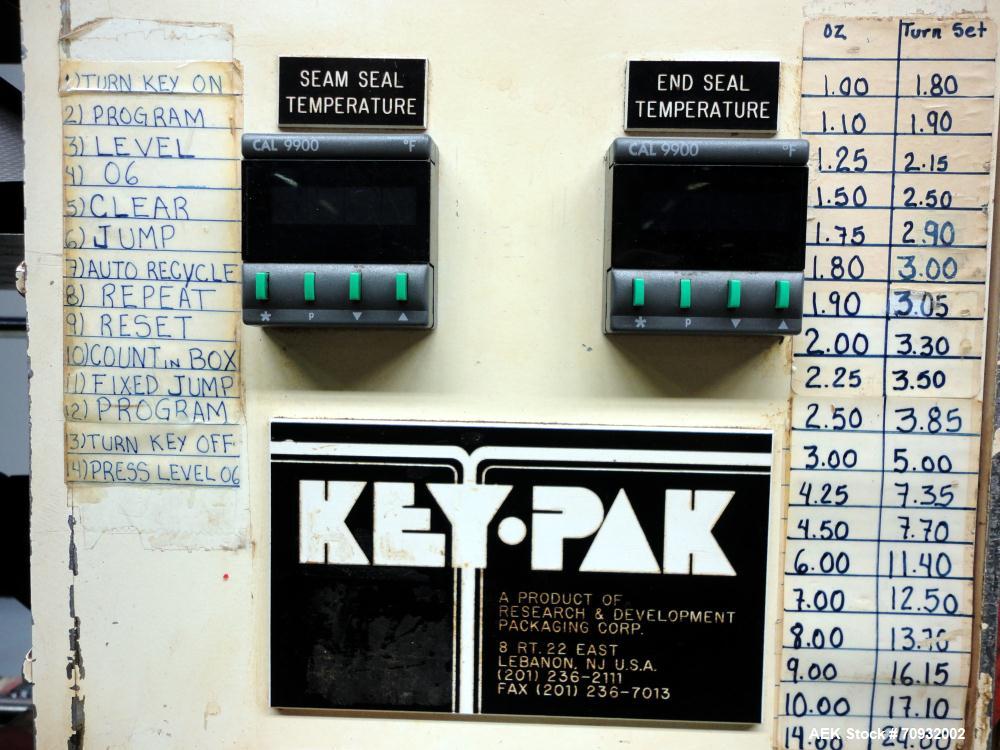 1) TURN KEY ON
2) PROGRAM
3) LEVEL
4) 06
5) CLEAR
6) JUMP
7) AUTO RECYCLE
8) REPEAT
9) RESET
10) COUNT IN BOX
11) FIXED JUMP
12) PROGRAM
13) TURN KEY OFF
14) PRESS LEVEL 06
SEAM SEAL
TEMPERATURE
CAL 9900 °F
* P ▼ ▲
END SEAL
TEMPERATURE
CAL 9900 °F
* P ▼ ▲
KEY·PAK
A PRODUCT OF
RESEARCH & DEVELOPMENT
PACKAGING CORP.
8 RT. 22 EAST
LEBANON, NJ U.S.A.
(201) 236-2111
FAX (201) 236-7013
OZ Turn Set
1.00 1.80
1.10 1.90
1.25 2.15
1.50 2.50
1.75 2.90
1.80 3.00
1.90 3.05
2.00 3.30
2.25 3.50
2.50 3.85
3.00 5.00
4.25 7.35
4.50 7.70
6.00 11.40
7.00 12.50
8.00
9.00 16.15
10.00 17.10
AEK Stock # 70932002